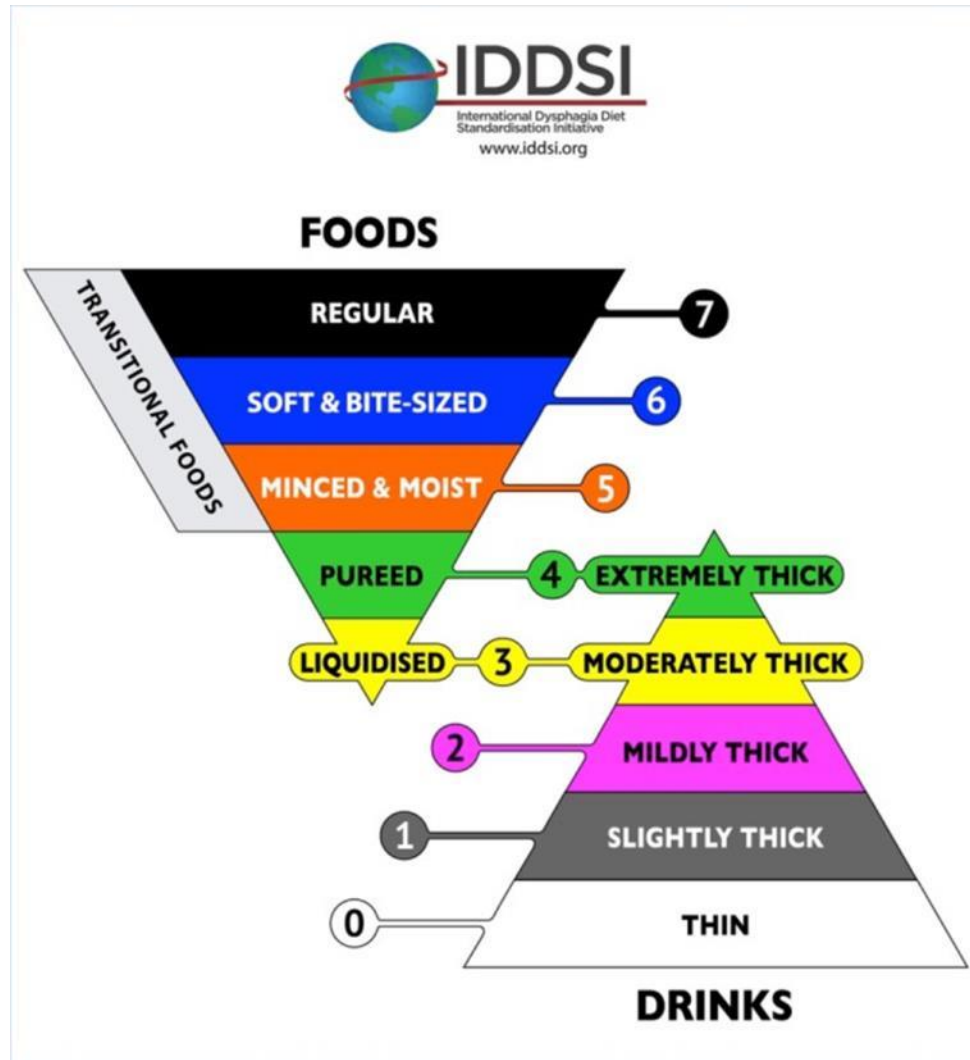 IDDSI
International Dysphagia Diet
Standardisation Initiative
www.iddsi.org
FOODS
TRANSITIONAL FOODS
REGULAR
7
SOFT & BITE-SIZED
6
MINCED & MOIST
5
PUREED
4
EXTREMELY THICK
LIQUIDISED
3
MODERATELY THICK
2
MILDLY THICK
1
SLIGHTLY THICK
0
THIN
DRINKS